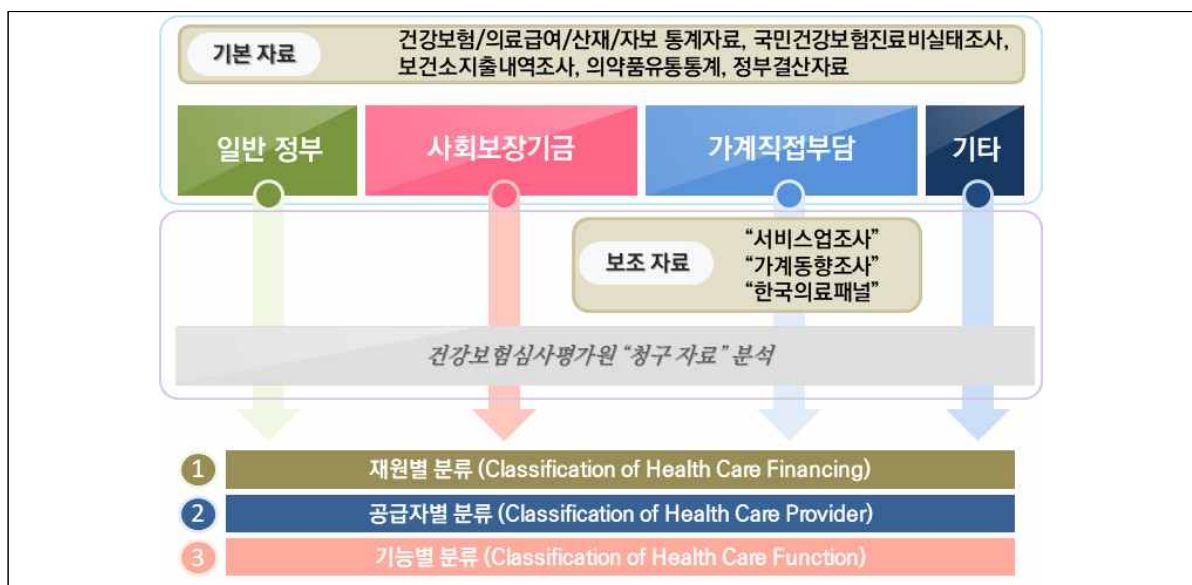 기본 자료
건강보험/의료급여/산재/자보 통계자료, 국민건강보험진료비실태조사,
보건소지출내역조사, 의약품유통통계, 정부결산자료
일반 정부
사회보장기금
가계직접부담
기타
보조 자료
“서비스업조사”
“가계동향조사”
“한국의료패널”
건강보험심사평가원 “청구 자료” 분석
1 재원별 분류 (Classification of Health Care Financing)
2 공급자별 분류 (Classification of Health Care Provider)
3 기능별 분류 (Classification of Health Care Function)